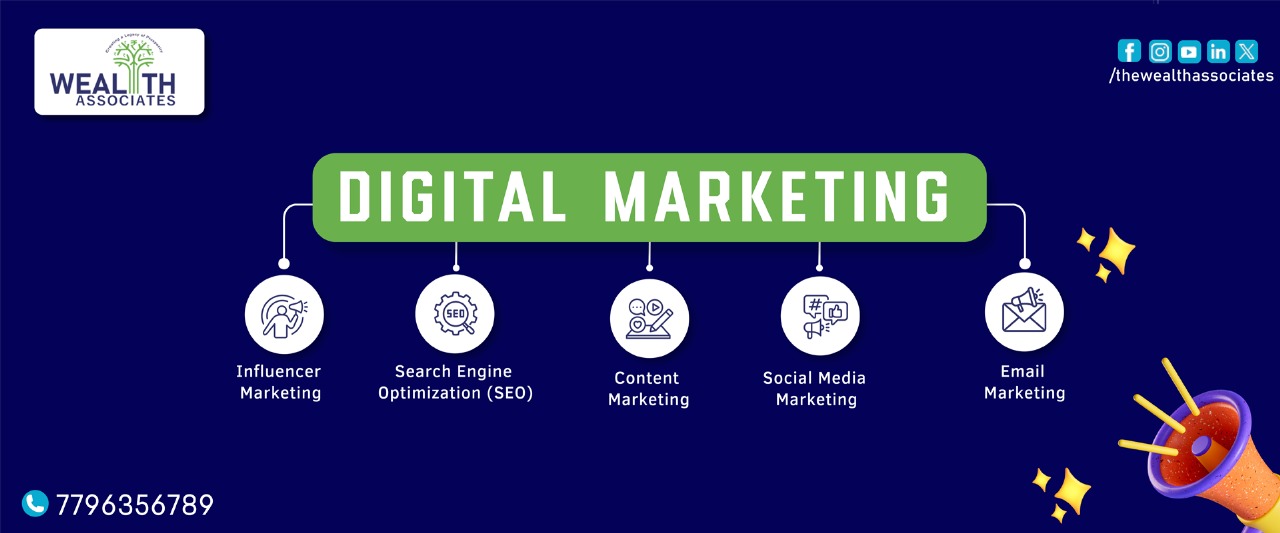 Creating a Legacy of Prosperity
WEALTH
ASSOCIATES
/thewealthassociates
DIGITAL MARKETING
SEO
#
Influencer
Marketing
Search Engine
Optimization (SEO)
Content
Marketing
Social Media
Marketing
Email
Marketing
7796356789